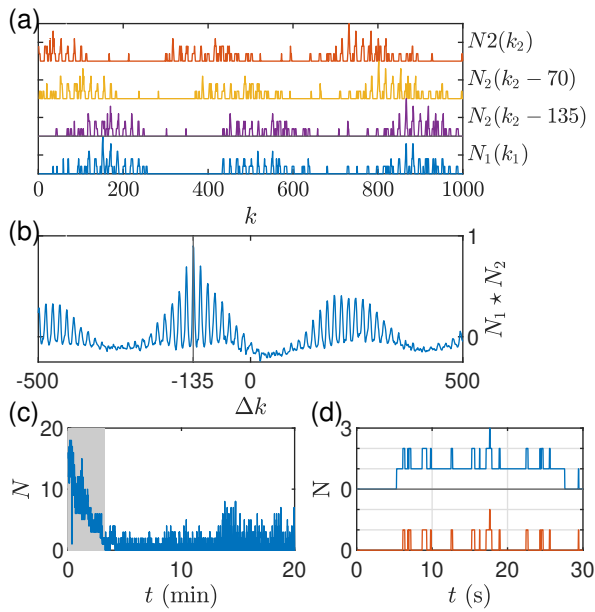 (a)
N2(k₂)
N₂(k₂ − 70)
N₂(k₂ − 135)
N₁(k₁)
0 200 400 600 800 1000
k
(b)
1
0
N₁ ⋆ N₂
-500 -135 0 500
Δk
(c)
20
10
0
N
0 10 20
t (min)
(d)
3
0
0
N
0 10 20 30
t (s)